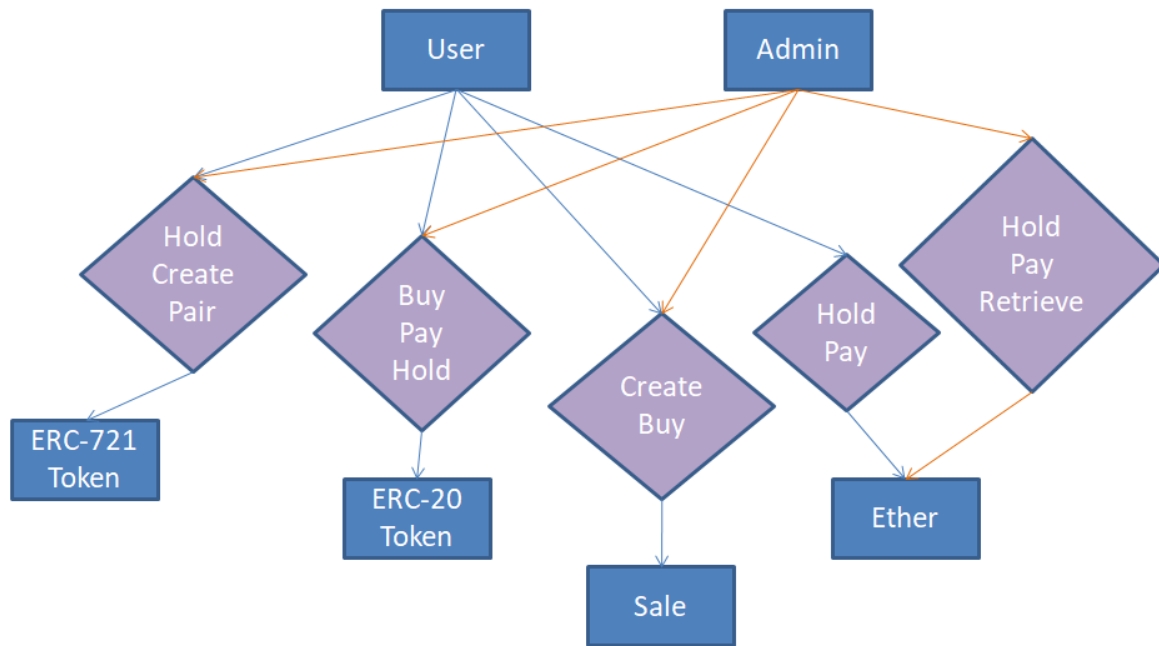 User
Admin
Hold
Create
Pair
Buy
Pay
Hold
Create
Buy
Hold
Pay
Hold
Pay
Retrieve
ERC-721
Token
ERC-20
Token
Sale
Ether